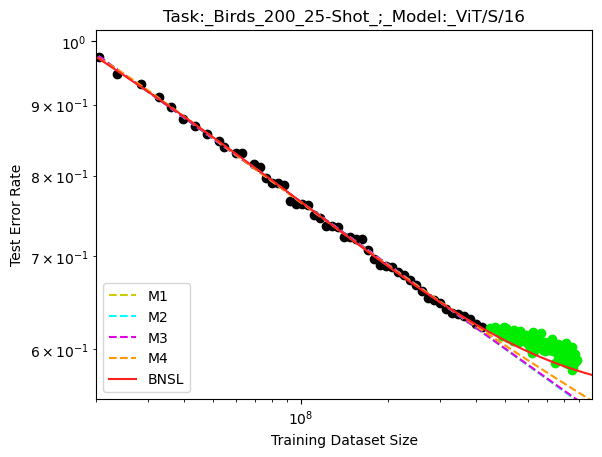 Task:_Birds_200_25-Shot_;_Model:_ViT/S/16
10⁰
9 × 10⁻¹
8 × 10⁻¹
7 × 10⁻¹
6 × 10⁻¹
Test Error Rate
M1
M2
M3
M4
BNSL
10⁸
Training Dataset Size